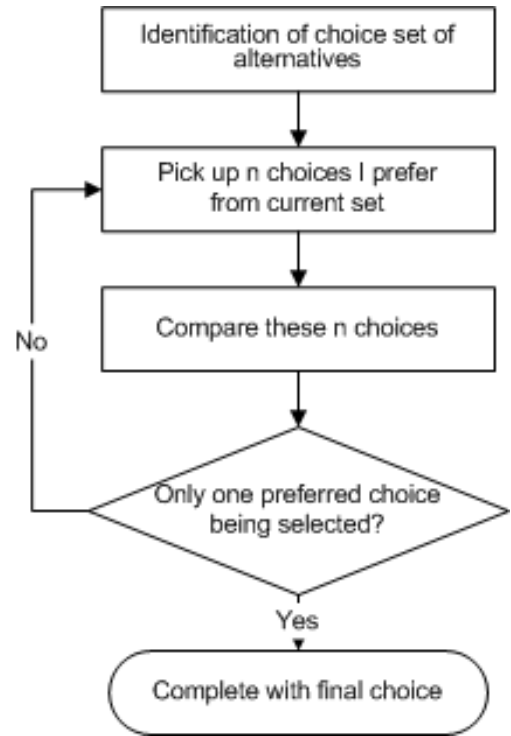 Identification of choice set of
alternatives
Pick up n choices I prefer
from current set
Compare these n choices
No
Only one preferred choice
being selected?
Yes
Complete with final choice